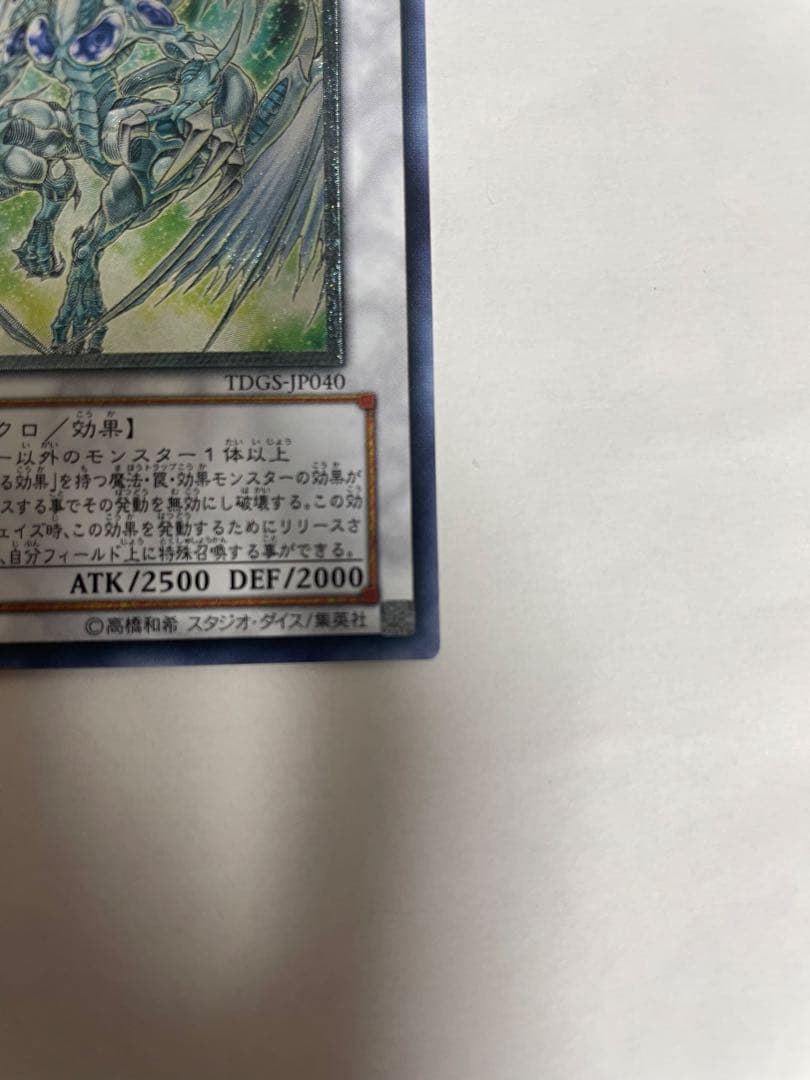 TDGS-JP040
クロ／効果】
ー以外のモンスター1体以上
る効果」を持つ魔法・罠・効果モンスターの効果が
スする事でその発動を無効にし破壊する。この効
ェイズ時、この効果を発動するためにリリースさ
、自分フィールド上に特殊召喚する事ができる。
ATK/2500 DEF/2000
©高橋和希 スタジオ・ダイス/集英社